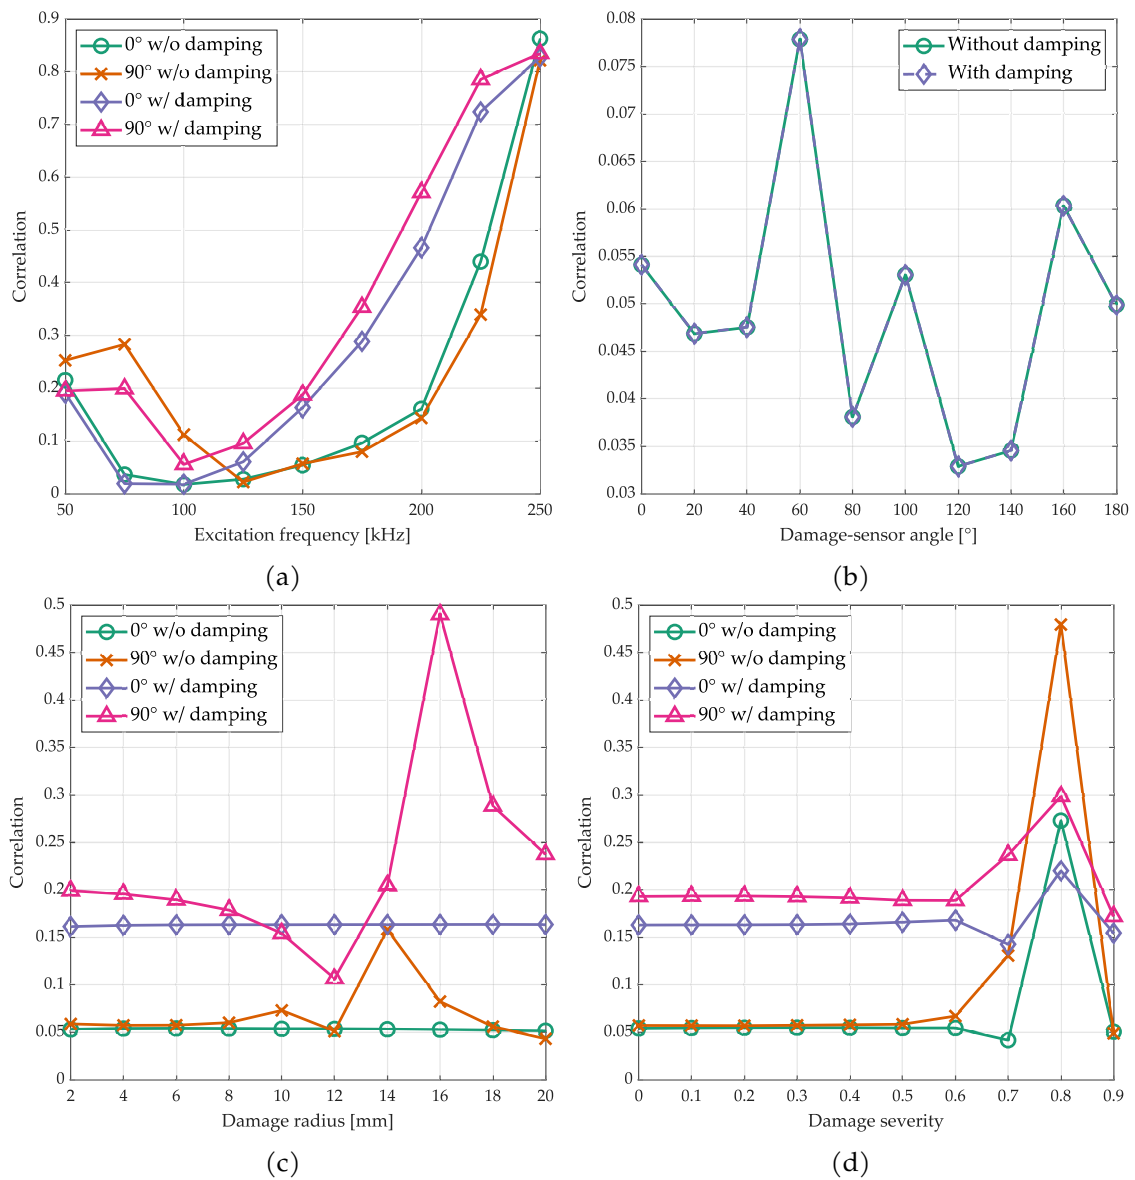 0.9
0.8
0.7
0.6
0.5
0.4
0.3
0.2
0.1
0
Correlation
0° w/o damping
90° w/o damping
0° w/ damping
90° w/ damping
50 100 150 200 250
Excitation frequency [kHz]
(a)
0.08
0.075
0.07
0.065
0.06
0.055
0.05
0.045
0.04
0.035
0.03
Correlation
Without damping
With damping
0 20 40 60 80 100 120 140 160 180
Damage-sensor angle [°]
(b)
0.5
0.45
0.4
0.35
0.3
0.25
0.2
0.15
0.1
0.05
0
Correlation
0° w/o damping
90° w/o damping
0° w/ damping
90° w/ damping
2 4 6 8 10 12 14 16 18 20
Damage radius [mm]
(c)
0.5
0.45
0.4
0.35
0.3
0.25
0.2
0.15
0.1
0.05
0
Correlation
0° w/o damping
90° w/o damping
0° w/ damping
90° w/ damping
0 0.1 0.2 0.3 0.4 0.5 0.6 0.7 0.8 0.9
Damage severity
(d)